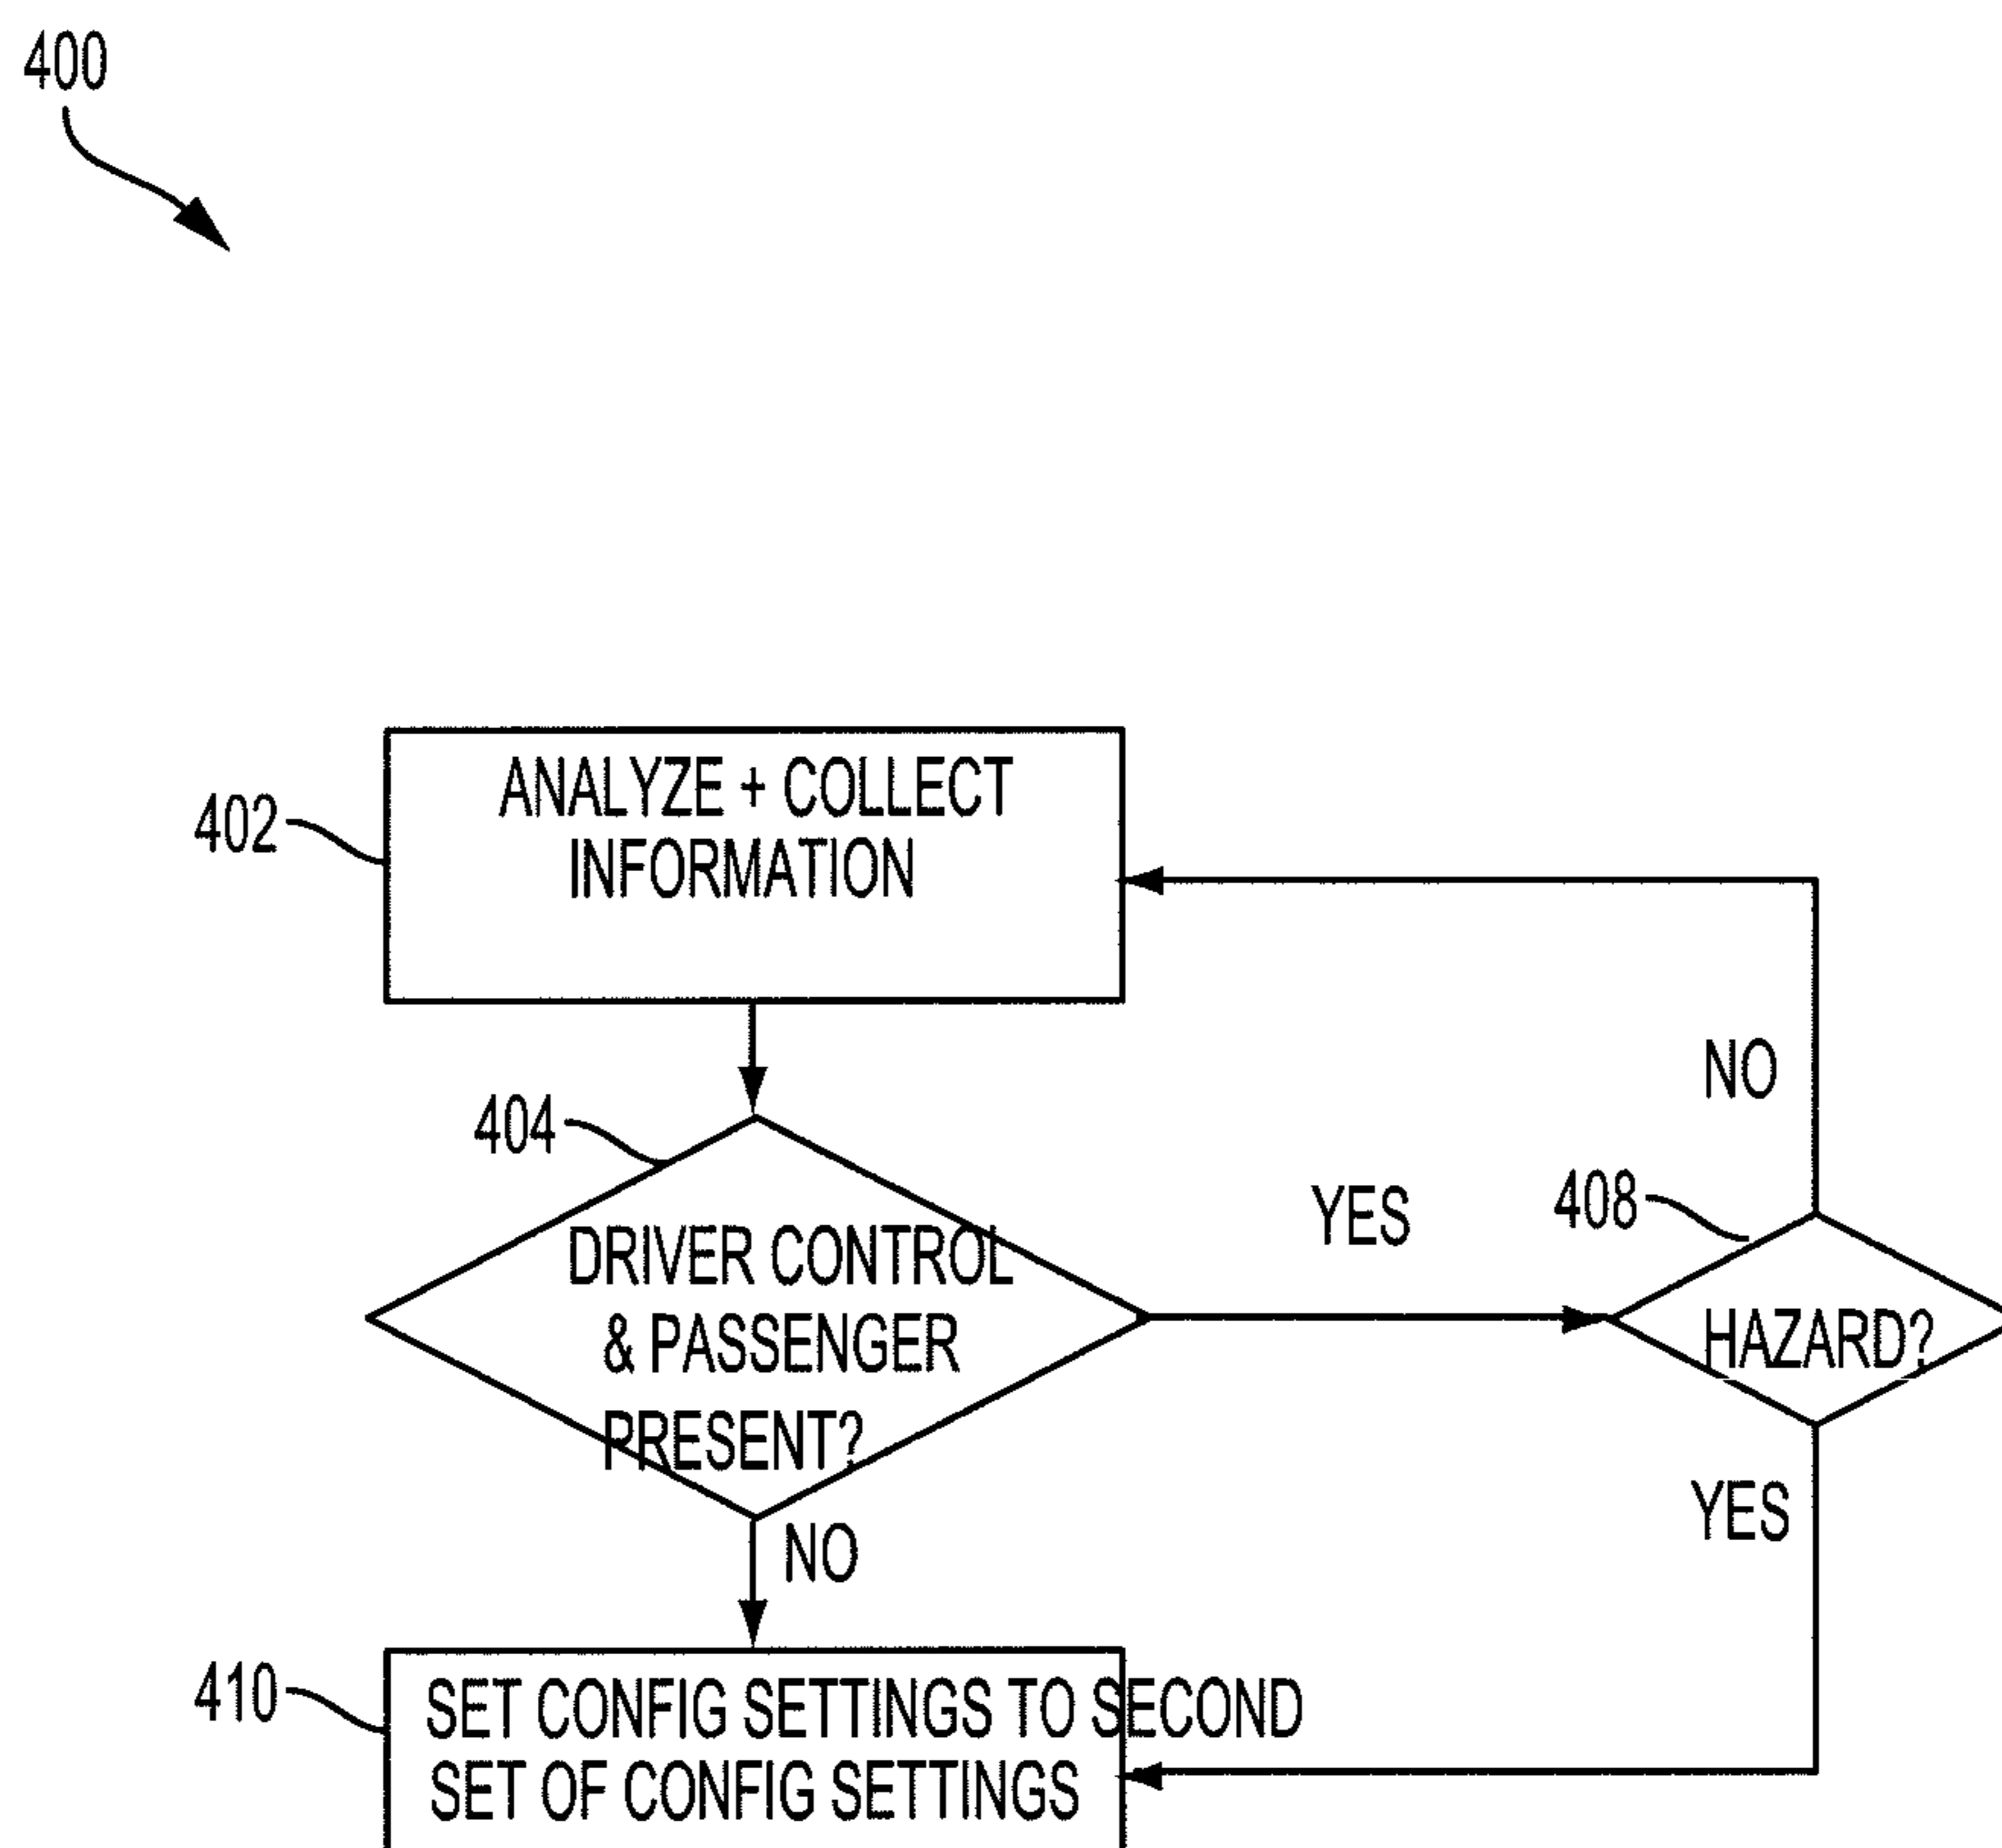 400
402
ANALYZE + COLLECT
INFORMATION
NO
404
YES
408
DRIVER CONTROL
& PASSENGER
PRESENT?
HAZARD?
NO
YES
410
SET CONFIG SETTINGS TO SECOND
SET OF CONFIG SETTINGS